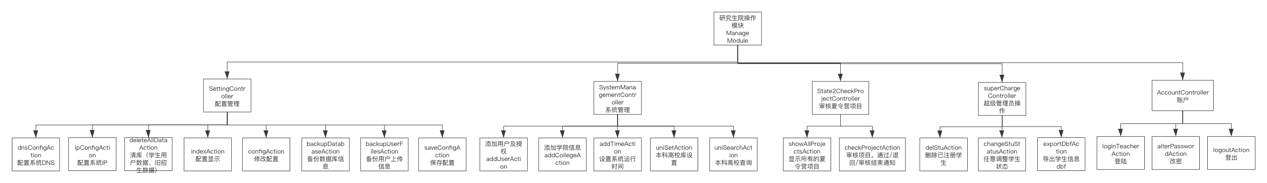 研究生院操作
模块
Manage
Module
SettingContr
oller
配置管理
SystemMana
gementContr
oller
系统管理
State2CheckPro
jectController
审核夏令营项目
superCharge
Controller
超级管理员操
作
AccountController
账户
dnsConfigAc
tion
配置系统DNS
ipConfigActi
on
配置系统IP
deleteAllData
Action
清库（学生用
户数据、旧招
生数据）
indexAction
配置显示
configAction
修改配置
backupDatab
aseAction
备份数据库信
息
backupUserF
ilesAction
备份用户上传
信息
saveConfigA
ction
保存配置
添加用户及授
权
addUserActio
n
添加学院信息
addCollegeA
ction
addTimeActi
on
设置系统运行
时间
uniSetAction
本科高校库设
置
uniSearchAct
ion
本科高校查询
showAllProje
ctsAction
显示所有的夏
令营项目
checkProjectAction
审核项目，通过/退
回/审核结束通知
delStuAction
删除已注册学
生
changeStuSt
atusAction
任意调整学生
状态
exportDbfAc
tion
导出学生信息
dbf
loginTeacher
Action
登陆
alterPasswor
dAction
改密
logoutAction
登出